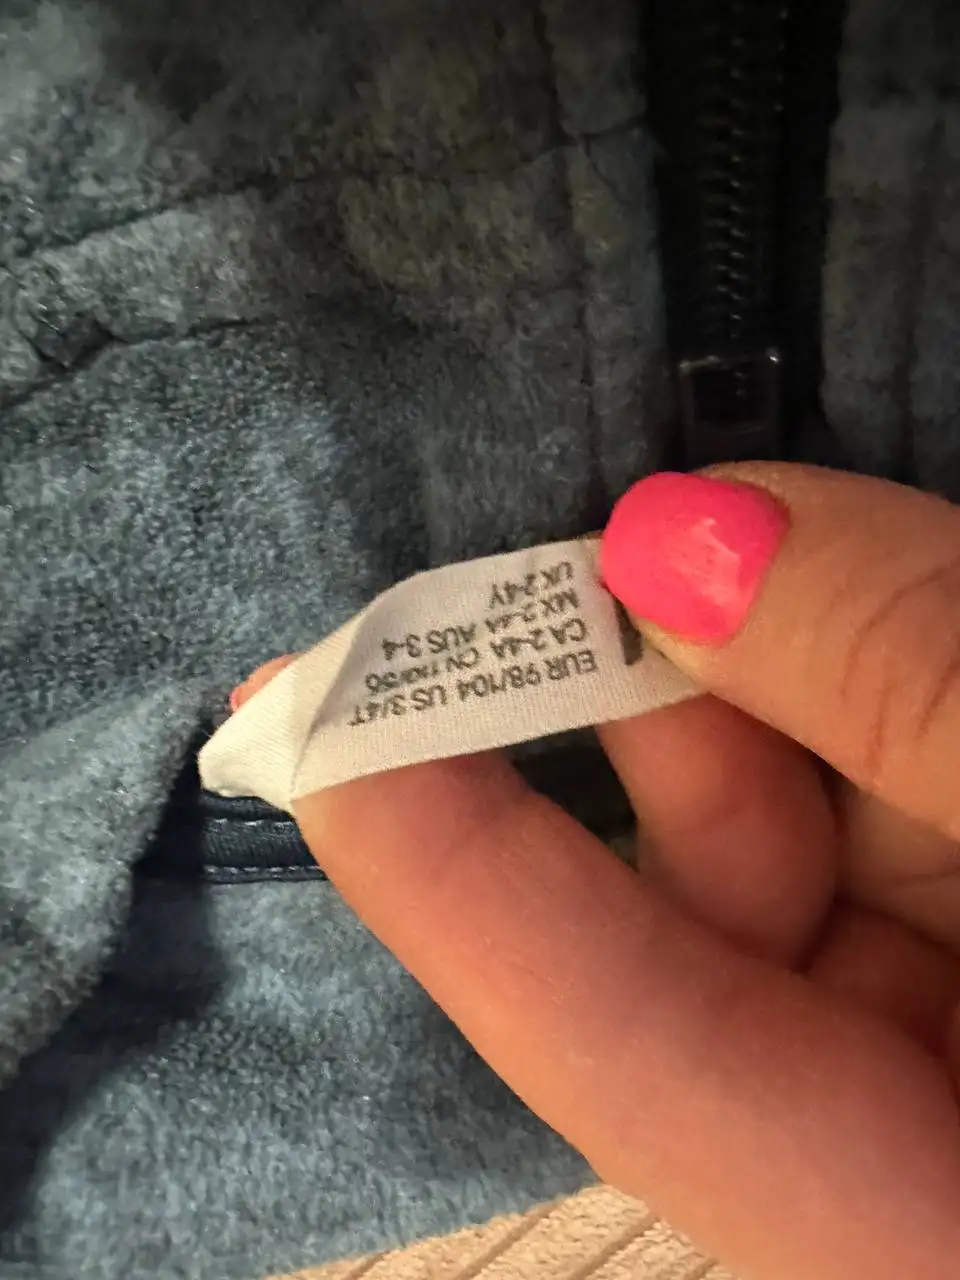 EUR 98/104 US 3/4T
CA 2-4A CN 110/56
MX 2-4A AUS 3-4
UK 2-4Y